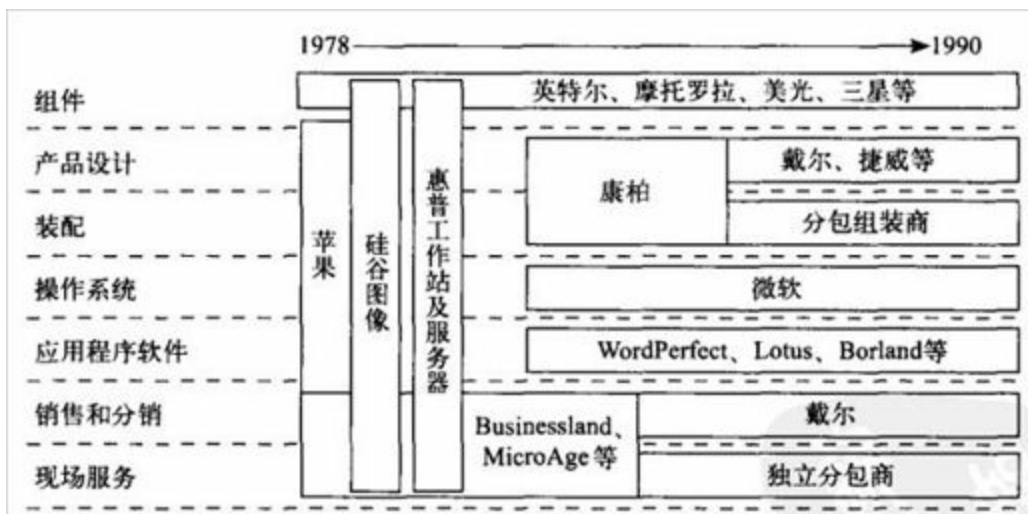 1978 1990
组件
英特尔、摩托罗拉、美光、三星等
产品设计
戴尔、捷威等
康柏
装配
分包组装商
苹果
硅谷图像
惠普工作站及服务器
操作系统
微软
应用程序软件
WordPerfect、Lotus、Borland等
销售和分销
戴尔
Businessland、
MicroAge等
现场服务
独立分包商